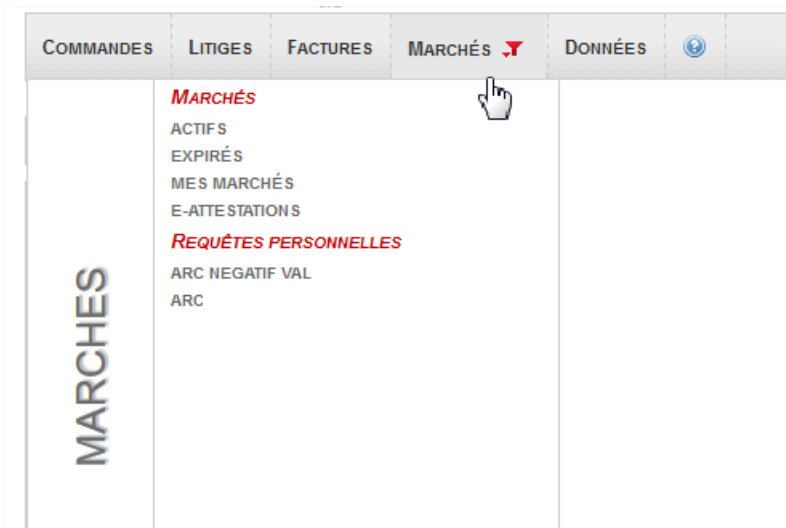 COMMANDES LITIGES FACTURES MARCHÉS DONNÉES ?
MARCHÉS
ACTIFS
EXPIRÉS
MES MARCHÉS
E-ATTESTATIONS
REQUÊTES PERSONNELLES
ARC NEGATIF VAL
ARC
MARCHES